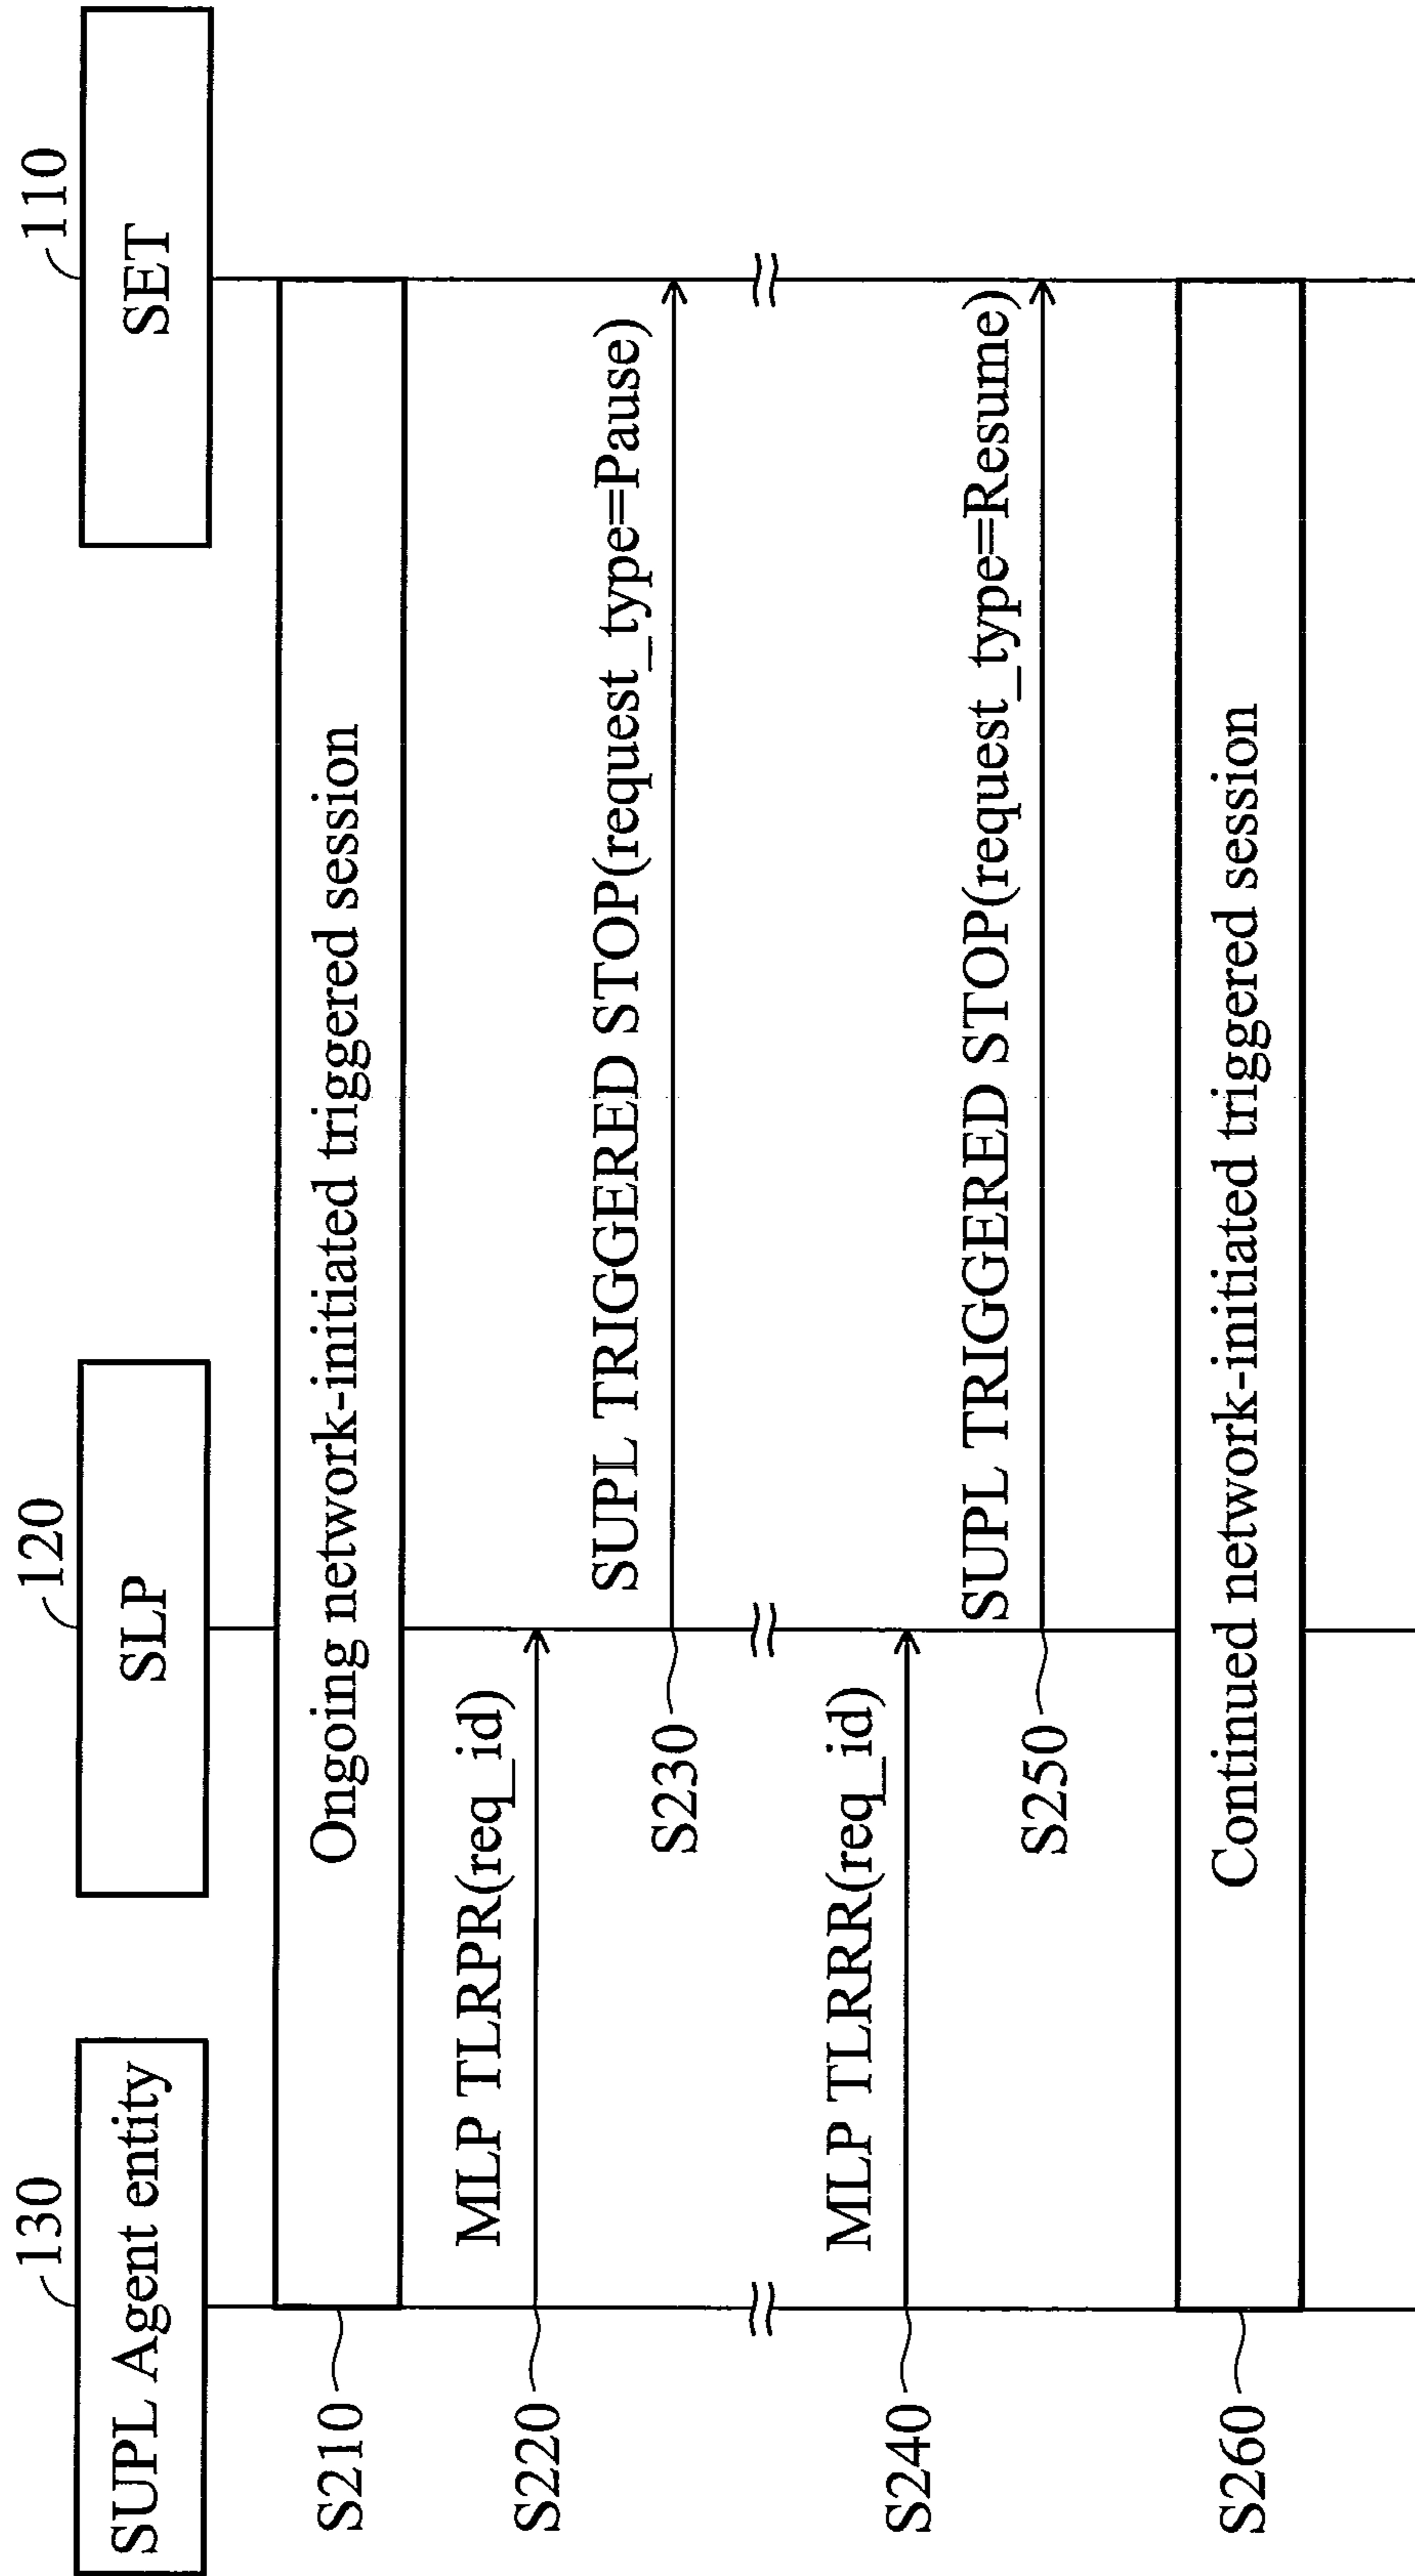 130
120
110
SUPL Agent entity
SLP
SET
S210
Ongoing network-initiated triggered session
S220
MLP TLRPR(req_id)
S230
SUPL TRIGGERED STOP(request_type=Pause)
S240
MLP TLRRR(req_id)
S250
SUPL TRIGGERED STOP(request_type=Resume)
S260
Continued network-initiated triggered session